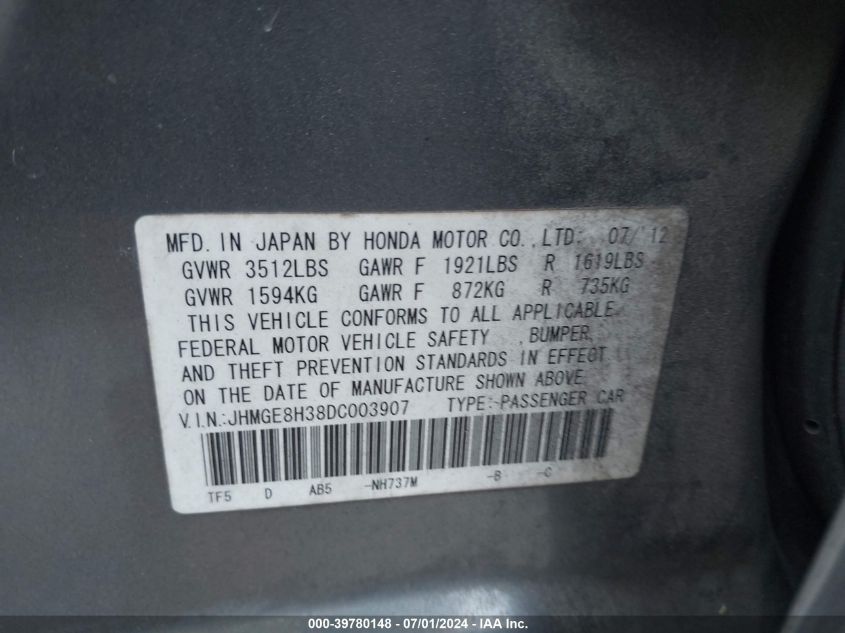 MFD. IN JAPAN BY HONDA MOTOR CO., LTD: 07/'12
GVWR 3512LBS GAWR F 1921LBS R 1619LBS
GVWR 1594KG GAWR F 872KG R 735KG
THIS VEHICLE CONFORMS TO ALL APPLICABLE
FEDERAL MOTOR VEHICLE SAFETY , BUMPER,
AND THEFT PREVENTION STANDARDS IN EFFECT
ON THE DATE OF MANUFACTURE SHOWN ABOVE.
V.I.N.:JHMGE8H38DC003907 TYPE:-PASSENGER CAR
TF5 D AB5 -NH737M -B -C
000-39780148 - 07/01/2024 - IAA Inc.